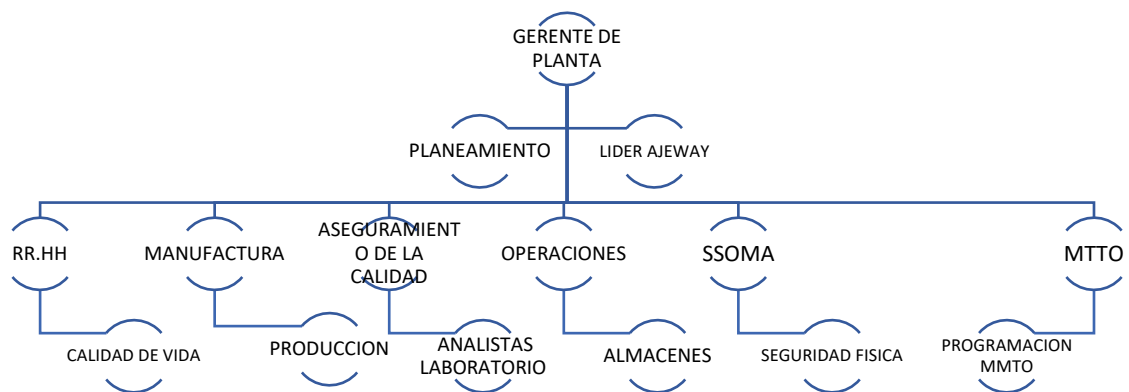 GERENTE DE
PLANTA
PLANEAMIENTO
LIDER AJEWAY
RR.HH
MANUFACTURA
ASEGURAMIENT
O DE LA
CALIDAD
OPERACIONES
SSOMA
MTTO
CALIDAD DE VIDA
PRODUCCION
ANALISTAS
LABORATORIO
ALMACENES
SEGURIDAD FISICA
PROGRAMACION
MMTO